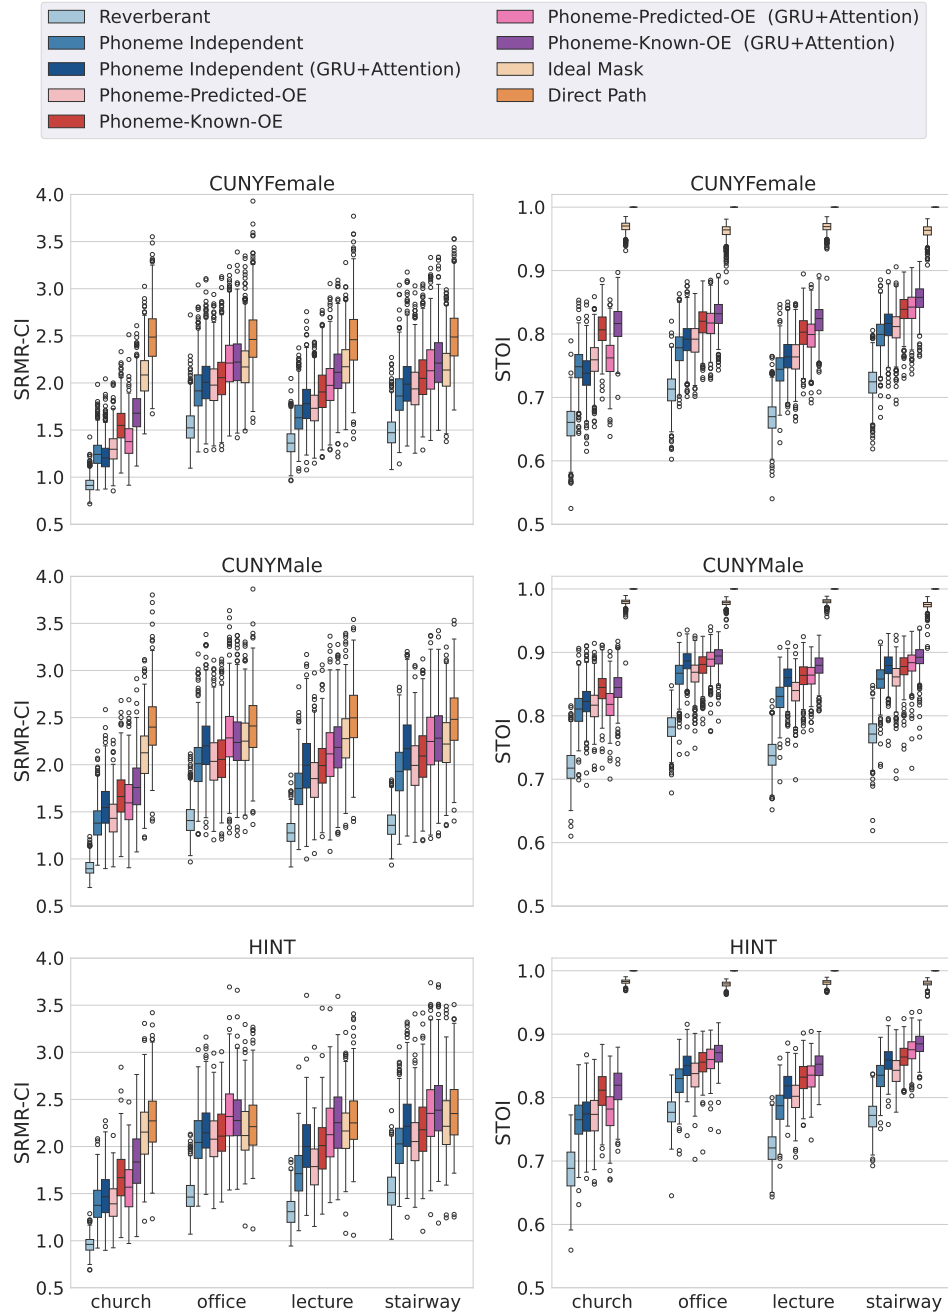 Reverberant
Phoneme Independent
Phoneme Independent (GRU+Attention)
Phoneme-Predicted-OE
Phoneme-Known-OE
Phoneme-Predicted-OE (GRU+Attention)
Phoneme-Known-OE (GRU+Attention)
Ideal Mask
Direct Path
CUNYFemale
SRMR-CI
4.0
3.5
3.0
2.5
2.0
1.5
1.0
0.5
CUNYFemale
STOI
1.0
0.9
0.8
0.7
0.6
0.5
CUNYMale
SRMR-CI
4.0
3.5
3.0
2.5
2.0
1.5
1.0
0.5
CUNYMale
STOI
1.0
0.9
0.8
0.7
0.6
0.5
HINT
SRMR-CI
4.0
3.5
3.0
2.5
2.0
1.5
1.0
0.5
church office lecture stairway
HINT
STOI
1.0
0.9
0.8
0.7
0.6
0.5
church office lecture stairway